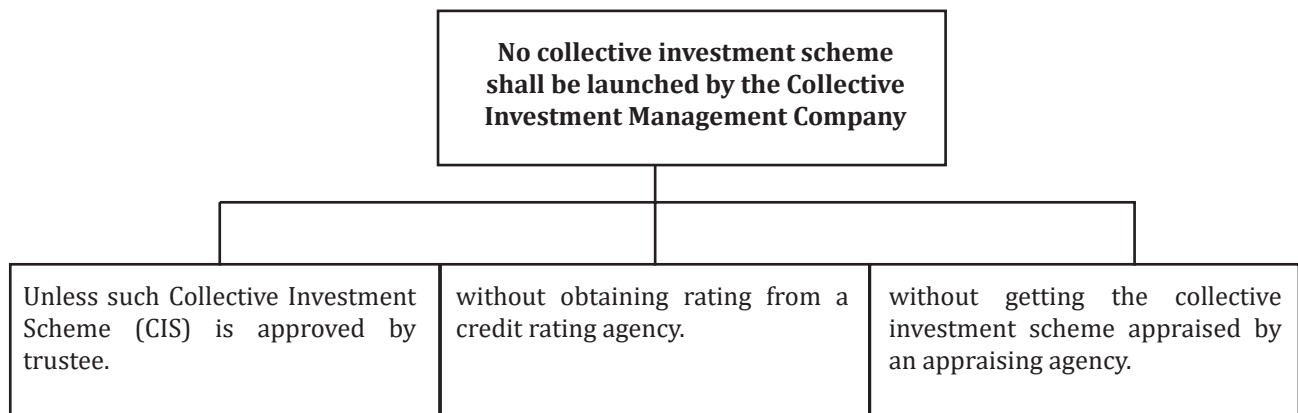 No collective investment scheme
shall be launched by the Collective
Investment Management Company
Unless such Collective Investment
Scheme (CIS) is approved by
trustee.
without obtaining rating from a
credit rating agency.
without getting the collective
investment scheme appraised by
an appraising agency.